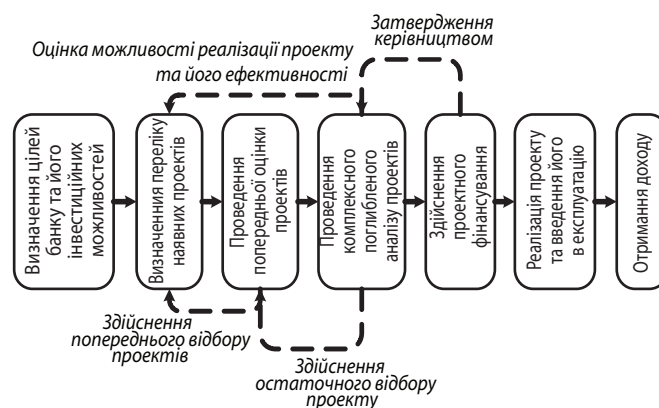 Затвердження
керівництвом
Оцінка можливості реалізації проекту
та його ефективності
Визначення цілей
банку та його
інвестиційних
можливостей
Визначенния переліку
наявних проектів
Проведення
попередньої оцінки
проектів
Проведення
комплексного
поглибленого
аналізу проектів
Здійснення
проектного
фінансування
Реалізація проекту
та введення його
в експлуатацію
Отримання доходу
Здійснення
попереднього відбору
проектів
Здійснення
остаточного відбору
проекту